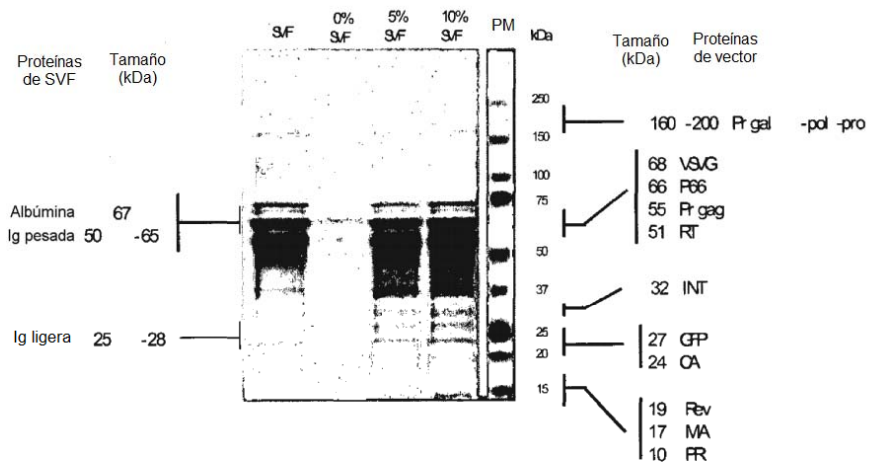 Proteínas de SVF
Tamaño (kDa)
Albúmina 67
Ig pesada 50 -65
Ig ligera 25 -28
SVF
0% SVF
5% SVF
10% SVF
PM
kDa
250
150
100
75
50
37
25
20
15
Tamaño (kDa)
Proteínas de vector
160 -200 Pr gal -pol -pro
68 VSVG
66 P66
55 Pr gag
51 RT
32 INT
27 GFP
24 CA
19 Rev
17 MA
10 PR